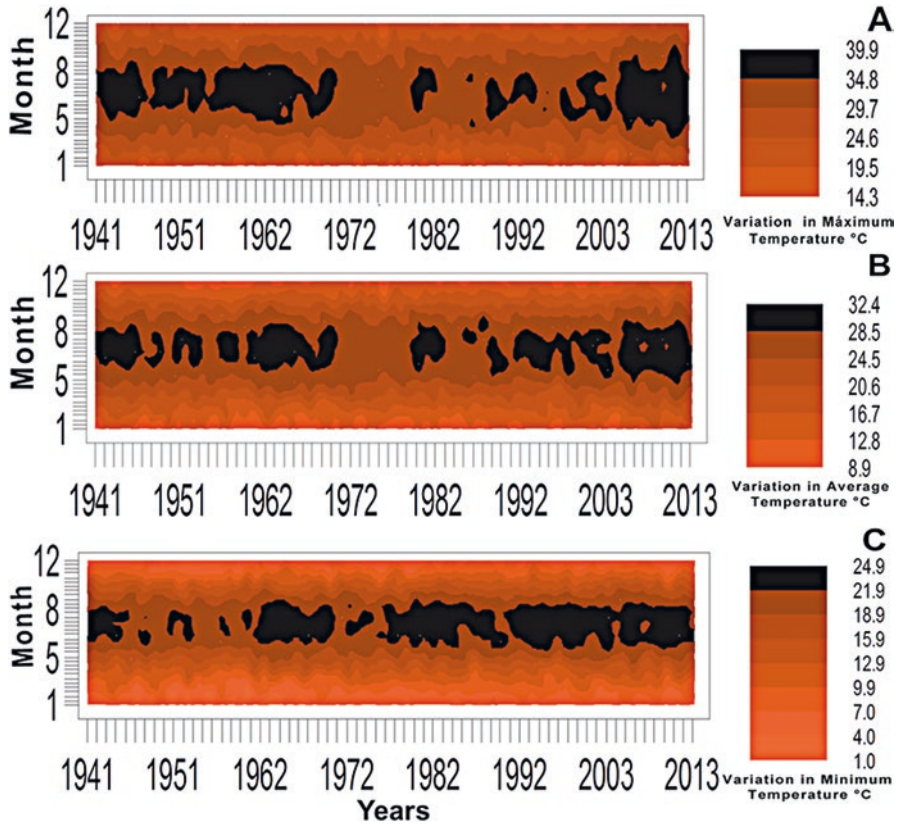 A
12
8
5
1
Month
1941 1951 1962 1972 1982 1992 2003 2013
39.9
34.8
29.7
24.6
19.5
14.3
Variation in Máximum
Temperature °C
B
12
8
5
1
Month
1941 1951 1962 1972 1982 1992 2003 2013
32.4
28.5
24.5
20.6
16.7
12.8
8.9
Variation in Average
Temperature °C
C
12
8
5
1
Month
1941 1951 1962 1972 1982 1992 2003 2013
Years
24.9
21.9
18.9
15.9
12.9
9.9
7.0
4.0
1.0
Variation in Minimum
Temperature °C